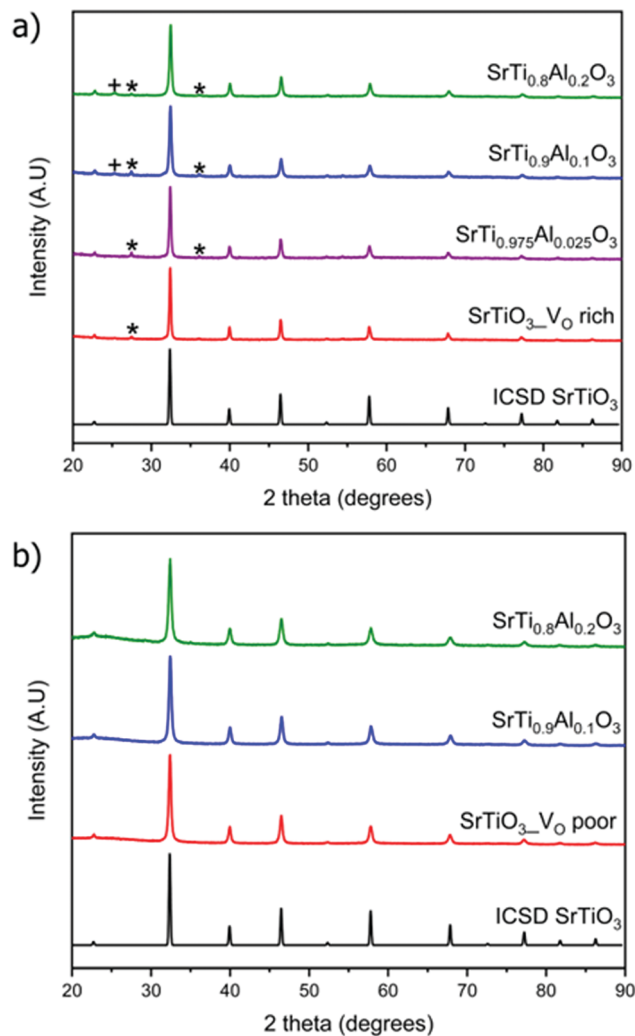 a)
SrTi0.8Al0.2O3
+ * *
SrTi0.9Al0.1O3
+ * *
SrTi0.975Al0.025O3
* *
SrTiO3_VO rich
*
ICSD SrTiO3
Intensity (A.U)
20 30 40 50 60 70 80 90
2 theta (degrees)
b)
SrTi0.8Al0.2O3
SrTi0.9Al0.1O3
SrTiO3_VO poor
ICSD SrTiO3
Intensity (A.U)
20 30 40 50 60 70 80 90
2 theta (degrees)